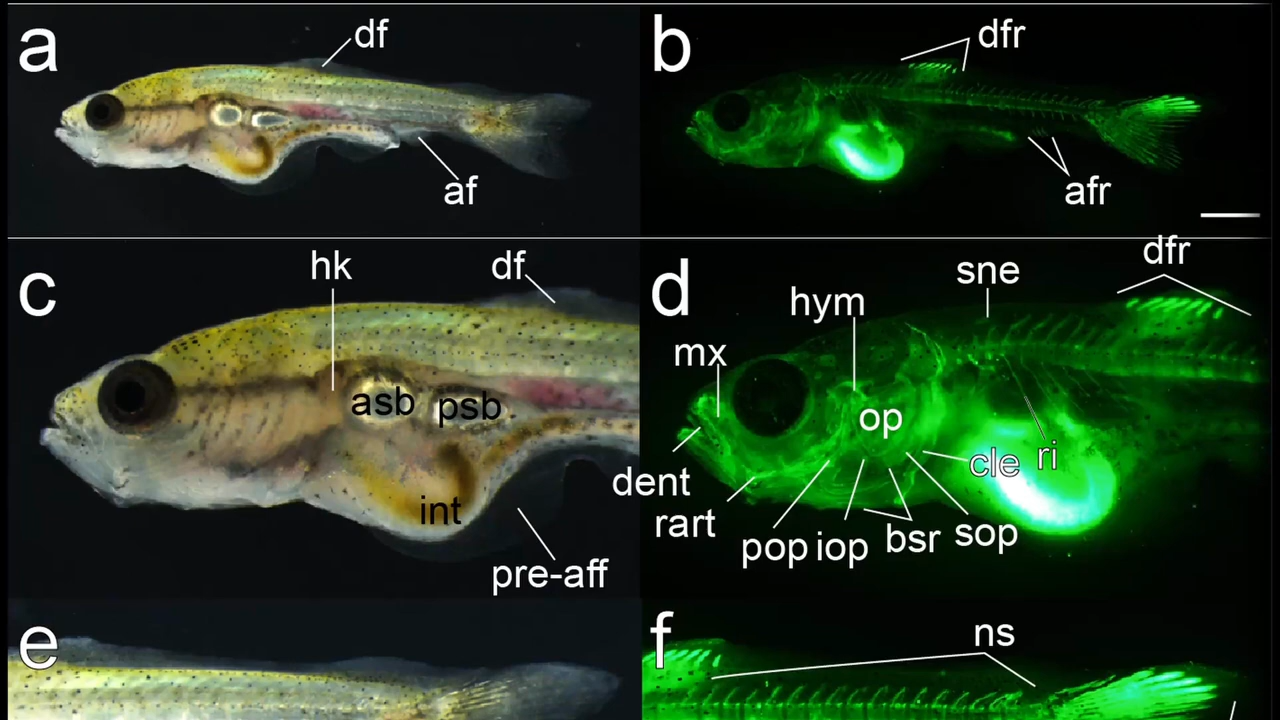 a
df
af
b
dfr
afr
c
hk
df
asb
psb
int
pre-aff
d
sne
dfr
hym
mx
op
cle
ri
dent
rart
pop
iop
bsr
sop
e
f
ns